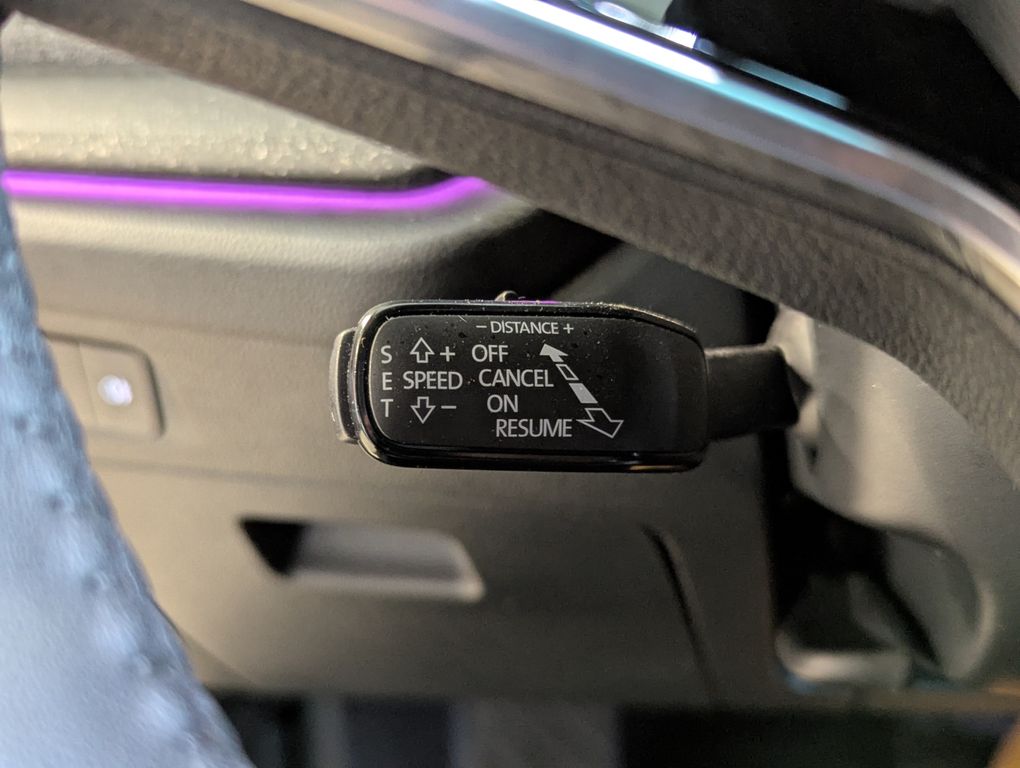 − DISTANCE +
S + OFF
E SPEED CANCEL
T − ON
RESUME